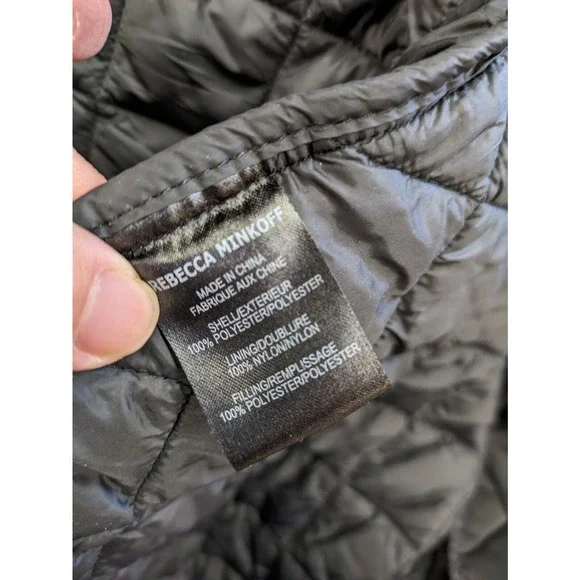 REBECCA MINKOFF
MADE IN CHINA
FABRIQUE AUX CHINE
SHELL/EXTERIEUR
100% POLYESTER/POLYESTER
LINING/DOUBLURE
100% NYLON/NYLON
FILLING/REMPLISSAGE
100% POLYESTER/POLYESTER